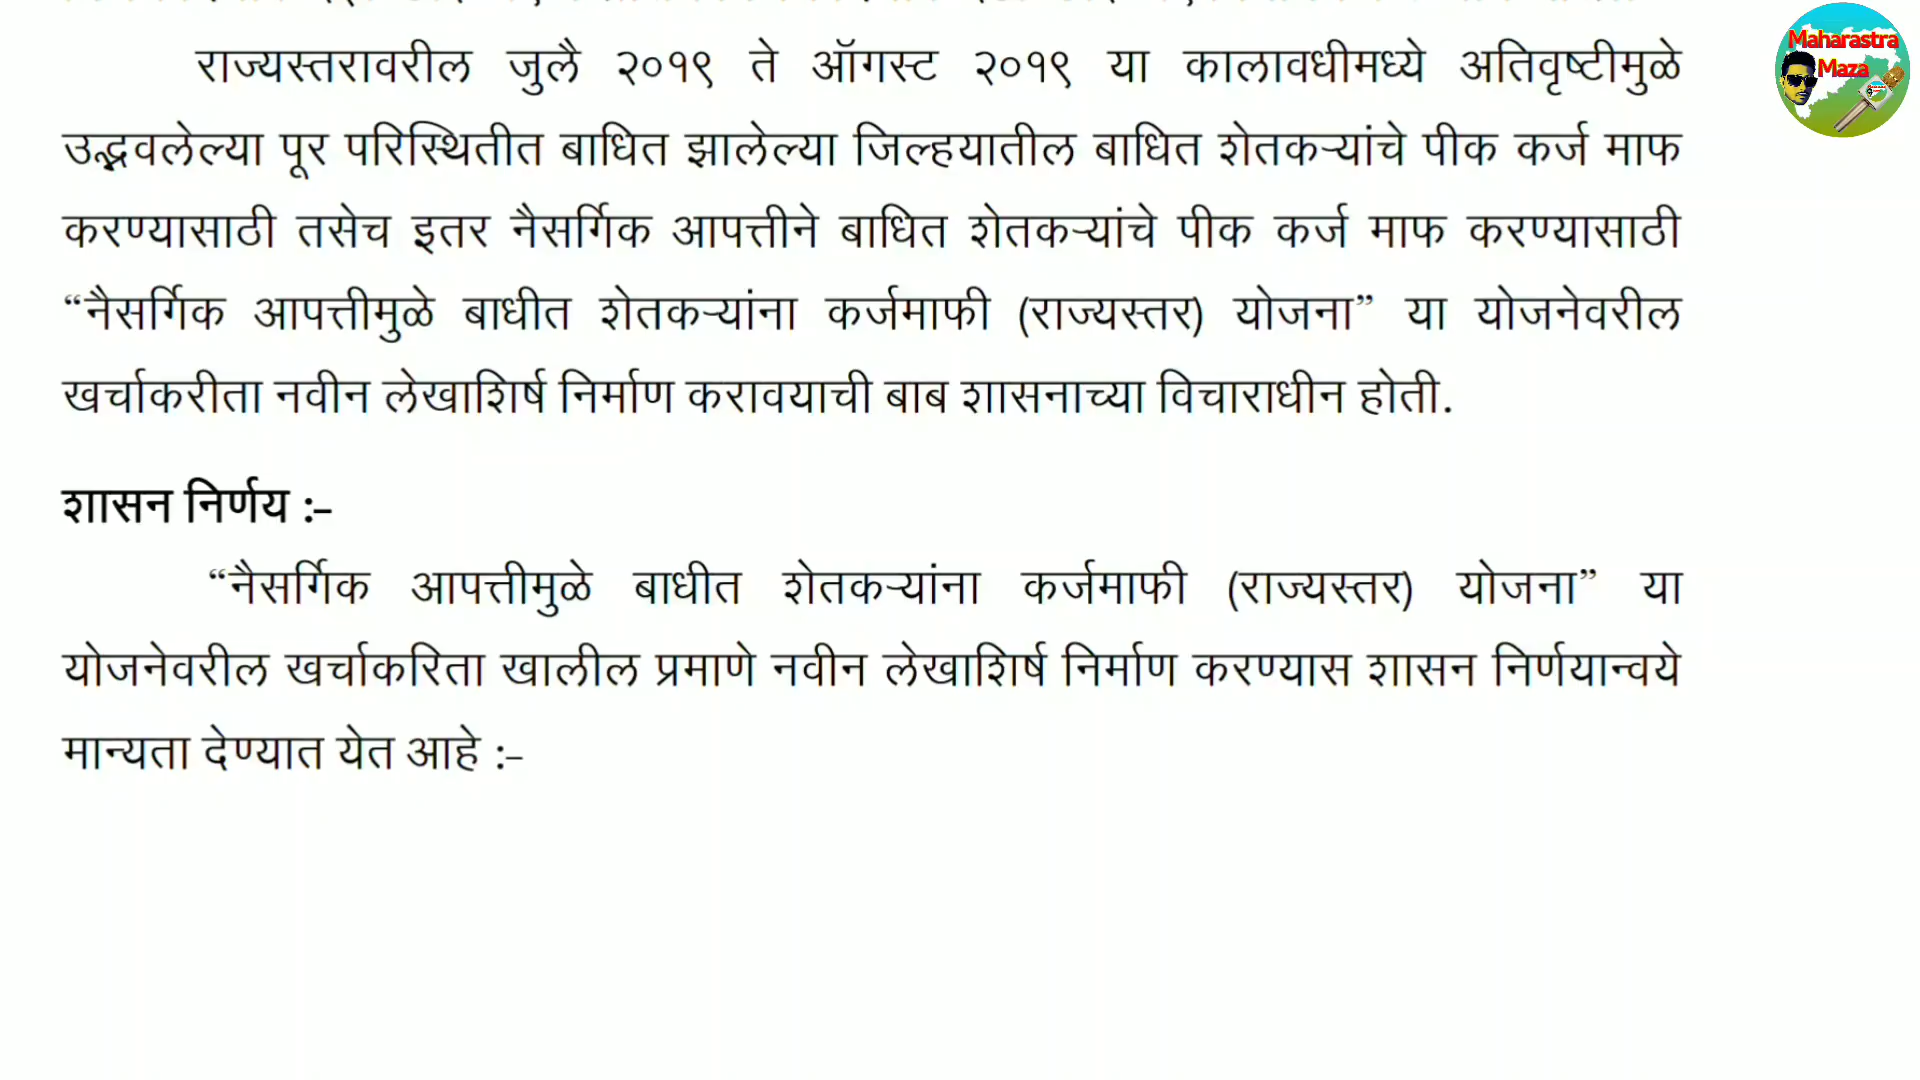 राज्यस्तरावरील जुलै २०१९ ते ऑगस्ट २०१९ या कालावधीमध्ये अतिवृष्टीमुळे
उद्भवलेल्या पूर परिस्थितीत बाधित झालेल्या जिल्हयातील बाधित शेतकऱ्यांचे पीक कर्ज माफ
करण्यासाठी तसेच इतर नैसर्गिक आपत्तीने बाधित शेतकऱ्यांचे पीक कर्ज माफ करण्यासाठी
“नैसर्गिक आपत्तीमुळे बाधीत शेतकऱ्यांना कर्जमाफी (राज्यस्तर) योजना” या योजनेवरील
खर्चाकरीता नवीन लेखाशिर्ष निर्माण करावयाची बाब शासनाच्या विचाराधीन होती.
शासन निर्णय :–
“नैसर्गिक आपत्तीमुळे बाधीत शेतकऱ्यांना कर्जमाफी (राज्यस्तर) योजना” या
योजनेवरील खर्चाकरिता खालील प्रमाणे नवीन लेखाशिर्ष निर्माण करण्यास शासन निर्णयान्वये
मान्यता देण्यात येत आहे :–
Maharastra
Maza